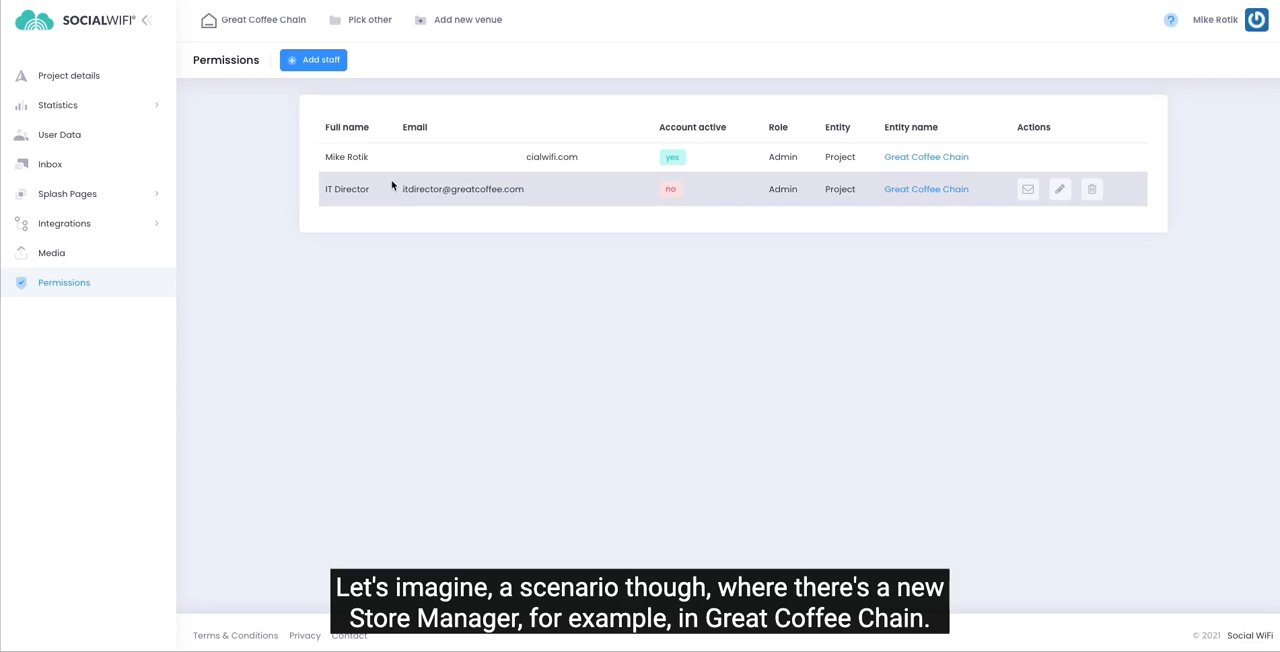 SOCIALWIFI®
Great Coffee Chain
Pick other
Add new venue
?
Mike Rotik
Permissions
Add staff
Project details
Statistics
User Data
Inbox
Splash Pages
Integrations
Media
Permissions
Full name Email Account active Role Entity Entity name Actions
Mike Rotik cialwifi.com yes Admin Project Great Coffee Chain
IT Director itdirector@greatcoffee.com no Admin Project Great Coffee Chain
Let's imagine, a scenario though, where there's a new
Store Manager, for example, in Great Coffee Chain.
Terms & Conditions Privacy Contact
© 2021 Social WiFi